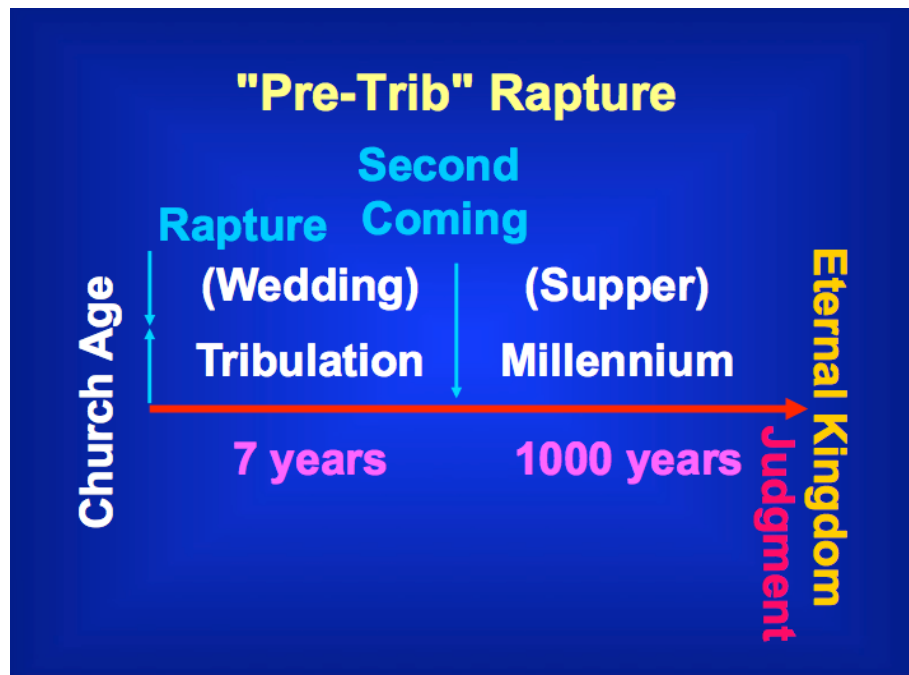 "Pre-Trib" Rapture
Second
Coming
Rapture
(Wedding)
(Supper)
Church Age
Tribulation
Millennium
7 years
1000 years
Judgment
Eternal Kingdom